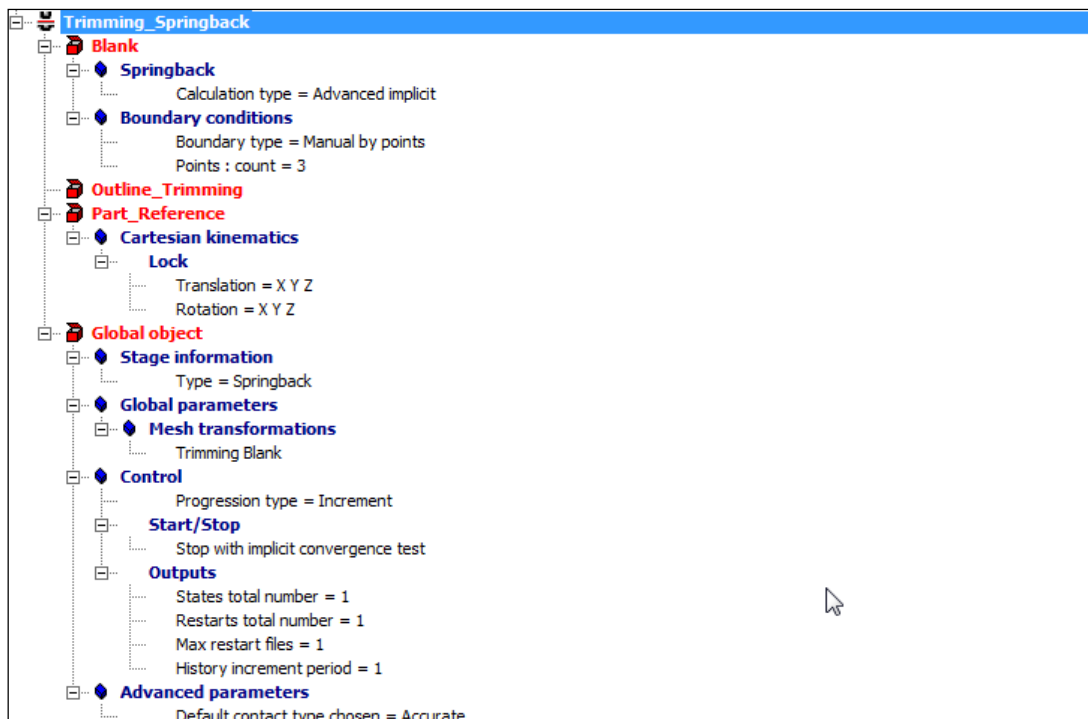 Trimming_Springback
Blank
Springback
Calculation type = Advanced implicit
Boundary conditions
Boundary type = Manual by points
Points : count = 3
Outline_Trimming
Part_Reference
Cartesian kinematics
Lock
Translation = X Y Z
Rotation = X Y Z
Global object
Stage information
Type = Springback
Global parameters
Mesh transformations
Trimming Blank
Control
Progression type = Increment
Start/Stop
Stop with implicit convergence test
Outputs
States total number = 1
Restarts total number = 1
Max restart files = 1
History increment period = 1
Advanced parameters
Default contact type chosen = Accurate